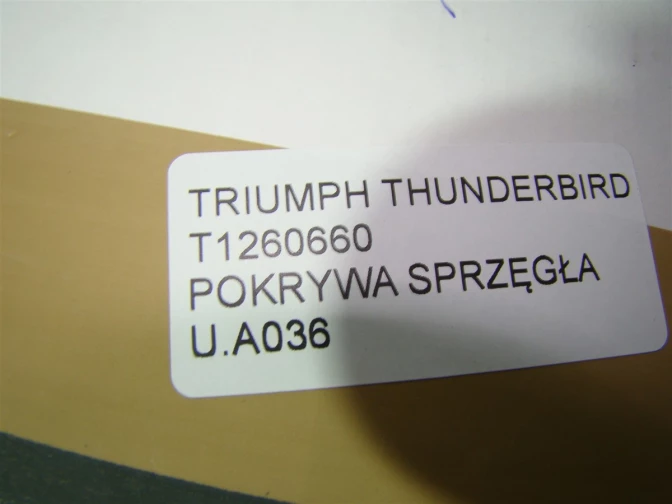 TRIUMPH THUNDERBIRD
T1260660
POKRYWA SPRZĘGŁA
U.A036